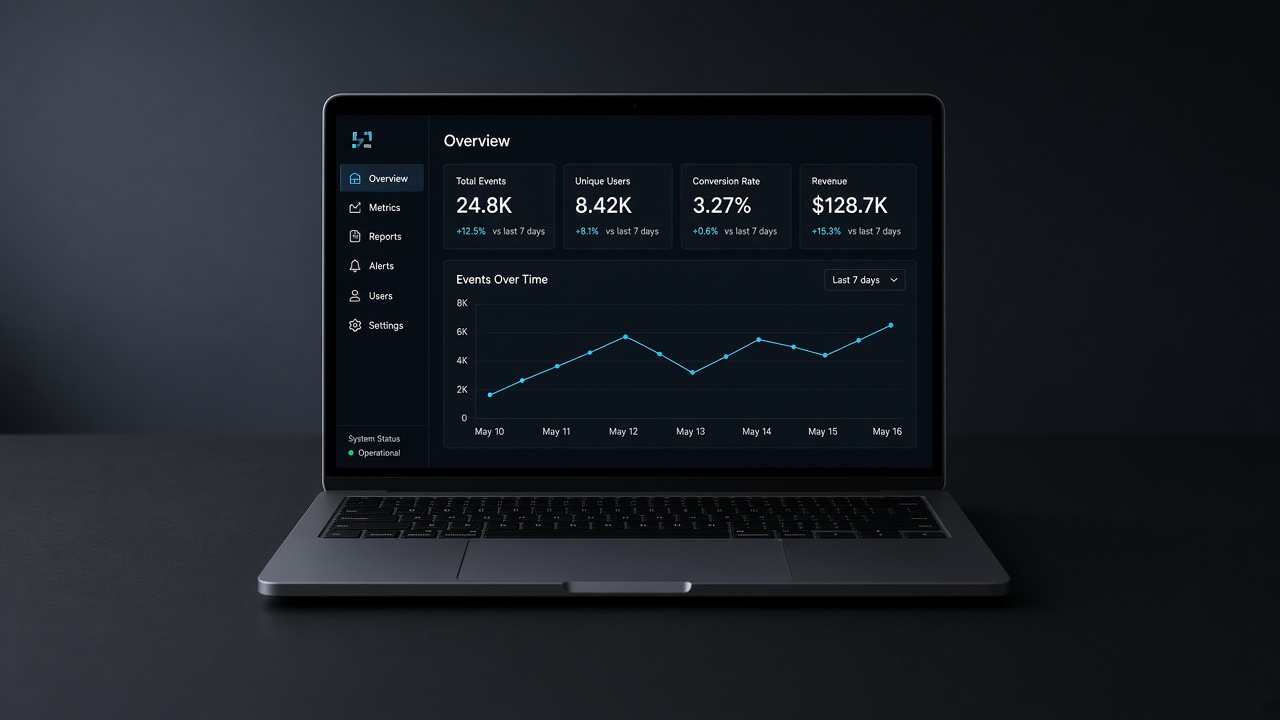 Overview
Overview
Metrics
Reports
Alerts
Users
Settings
System Status
Operational
Total Events
24.8K
+12.5% vs last 7 days
Unique Users
8.42K
+8.1% vs last 7 days
Conversion Rate
3.27%
+0.6% vs last 7 days
Revenue
$128.7K
+15.3% vs last 7 days
Events Over Time
Last 7 days
8K
6K
4K
2K
0
May 10 May 11 May 12 May 13 May 14 May 15 May 16